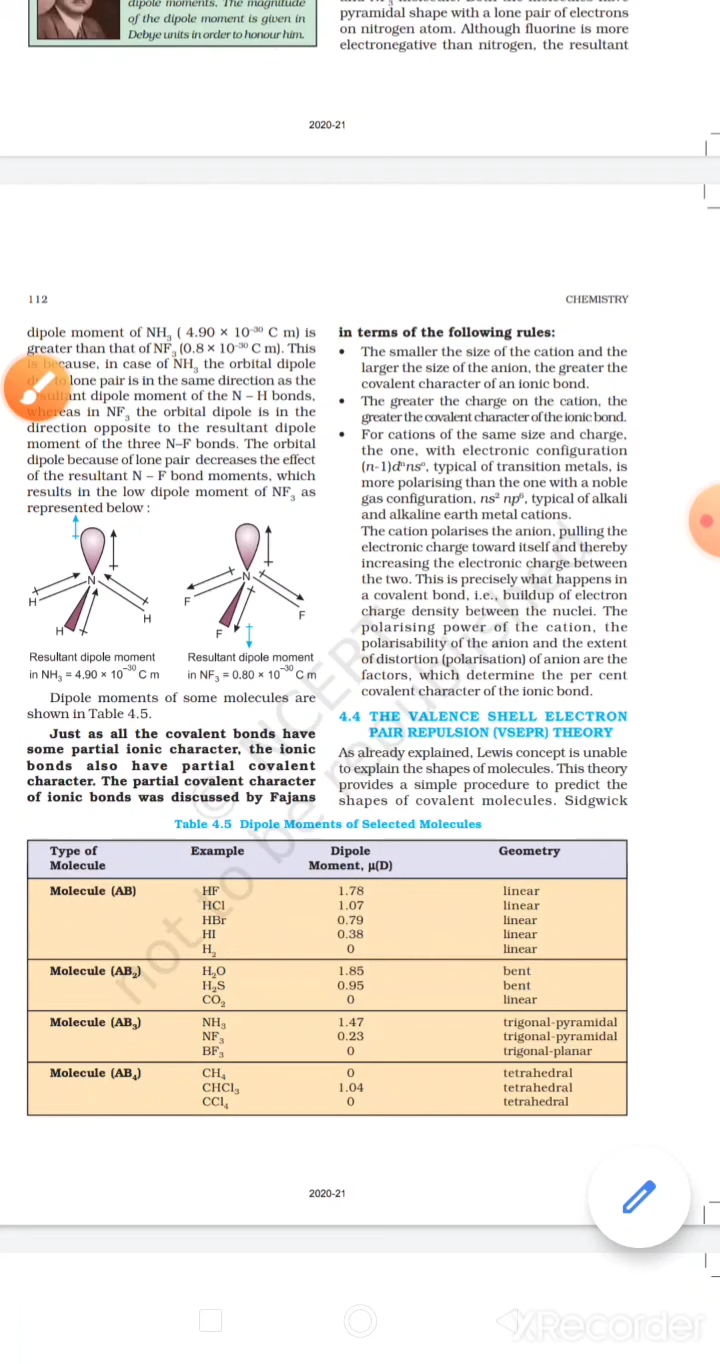 dipole moments. The magnitude
of the dipole moment is given in
Debye units in order to honour him.
pyramidal shape with a lone pair of electrons
on nitrogen atom. Although fluorine is more
electronegative than nitrogen, the resultant
2020-21
112
CHEMISTRY
dipole moment of NH₃ ( 4.90 × 10⁻³⁰ C m) is
greater than that of NF₃ (0.8 × 10⁻³⁰ C m). This
because, in case of NH₃ the orbital dipole
lone pair is in the same direction as the
dipole moment of the N – H bonds,
whereas in NF₃ the orbital dipole is in the
direction opposite to the resultant dipole
moment of the three N–F bonds. The orbital
dipole because of lone pair decreases the effect
of the resultant N – F bond moments, which
results in the low dipole moment of NF₃ as
represented below :
N
H
H
H
N
F
F
F
Resultant dipole moment
in NH₃ = 4.90 × 10⁻³⁰ C m
Resultant dipole moment
in NF₃ = 0.80 × 10⁻³⁰ C m
Dipole moments of some molecules are
shown in Table 4.5.
Just as all the covalent bonds have
some partial ionic character, the ionic
bonds also have partial covalent
character. The partial covalent character
of ionic bonds was discussed by Fajans
in terms of the following rules:
• The smaller the size of the cation and the
larger the size of the anion, the greater the
covalent character of an ionic bond.
• The greater the charge on the cation, the
greater the covalent character of the ionic bond.
• For cations of the same size and charge,
the one, with electronic configuration
(n-1)dⁿnsᵒ, typical of transition metals, is
more polarising than the one with a noble
gas configuration, ns² np⁶, typical of alkali
and alkaline earth metal cations.
The cation polarises the anion, pulling the
electronic charge toward itself and thereby
increasing the electronic charge between
the two. This is precisely what happens in
a covalent bond, i.e., buildup of electron
charge density between the nuclei. The
polarising power of the cation, the
polarisability of the anion and the extent
of distortion (polarisation) of anion are the
factors, which determine the per cent
covalent character of the ionic bond.
4.4 THE VALENCE SHELL ELECTRON
PAIR REPULSION (VSEPR) THEORY
As already explained, Lewis concept is unable
to explain the shapes of molecules. This theory
provides a simple procedure to predict the
shapes of covalent molecules. Sidgwick
Table 4.5 Dipole Moments of Selected Molecules
Type of Molecule Example Dipole Moment, μ(D) Geometry
Molecule (AB) HF 1.78 linear
HCl 1.07 linear
HBr 0.79 linear
HI 0.38 linear
H₂ 0 linear
Molecule (AB₂) H₂O 1.85 bent
H₂S 0.95 bent
CO₂ 0 linear
Molecule (AB₃) NH₃ 1.47 trigonal-pyramidal
NF₃ 0.23 trigonal-pyramidal
BF₃ 0 trigonal-planar
Molecule (AB₄) CH₄ 0 tetrahedral
CHCl₃ 1.04 tetrahedral
CCl₄ 0 tetrahedral
© NCERT
not to be republished
2020-21
XRecorder